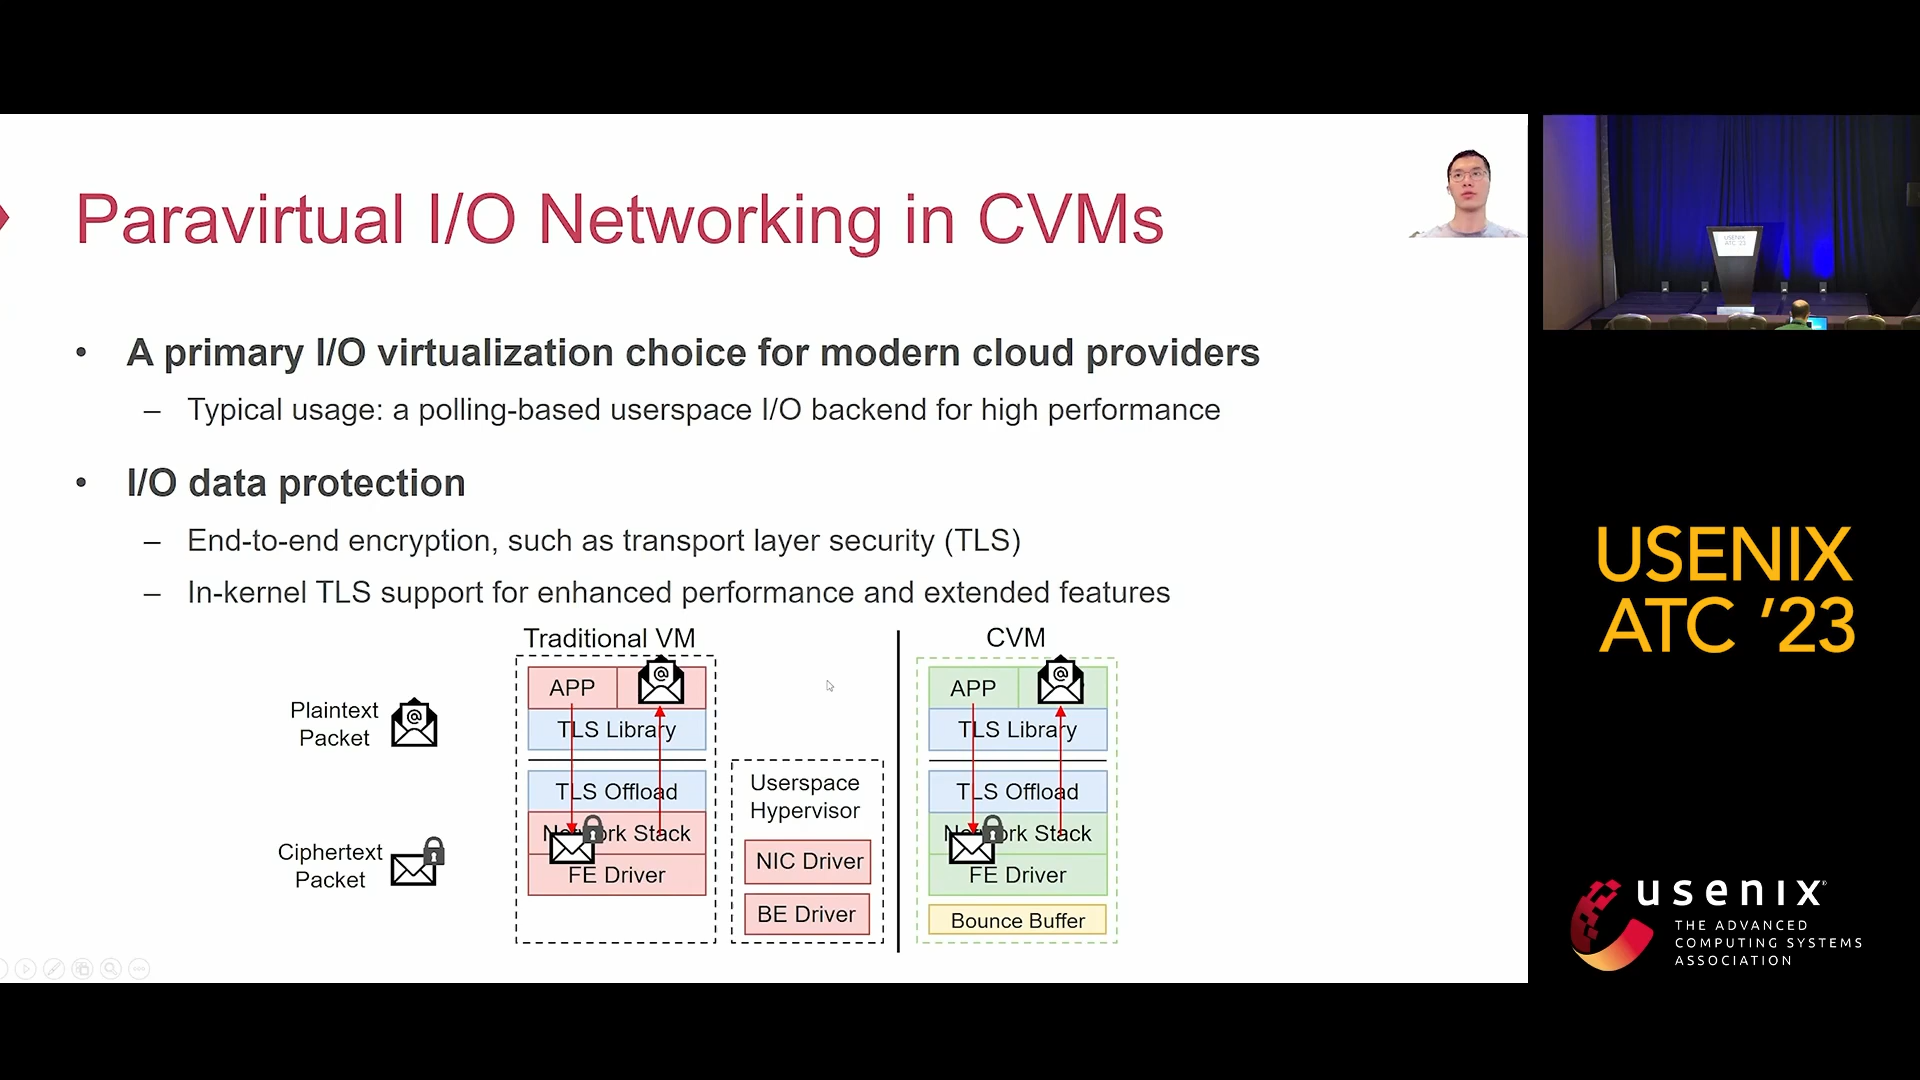 Paravirtual I/O Networking in CVMs
• A primary I/O virtualization choice for modern cloud providers
– Typical usage: a polling-based userspace I/O backend for high performance
• I/O data protection
– End-to-end encryption, such as transport layer security (TLS)
– In-kernel TLS support for enhanced performance and extended features
Traditional VM
CVM
Plaintext
Packet
@
Ciphertext
Packet
APP
@
TLS Library
TLS Offload
Network Stack
FE Driver
Userspace
Hypervisor
NIC Driver
BE Driver
APP
@
TLS Library
TLS Offload
Network Stack
FE Driver
Bounce Buffer
USENIX
ATC '23
USENIX
ATC '23
usenix®
THE ADVANCED
COMPUTING SYSTEMS
ASSOCIATION